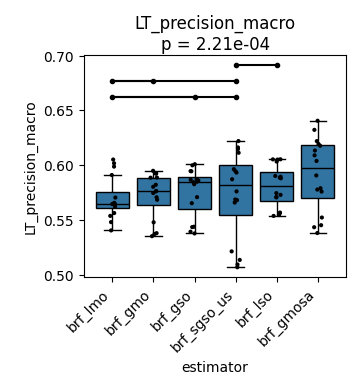 LT_precision_macro
p = 2.21e-04
0.70
0.65
0.60
0.55
0.50
LT_precision_macro
brf_lmo
brf_gmo
brf_gso
brf_sgso_us
brf_lso
brf_gmosa
estimator